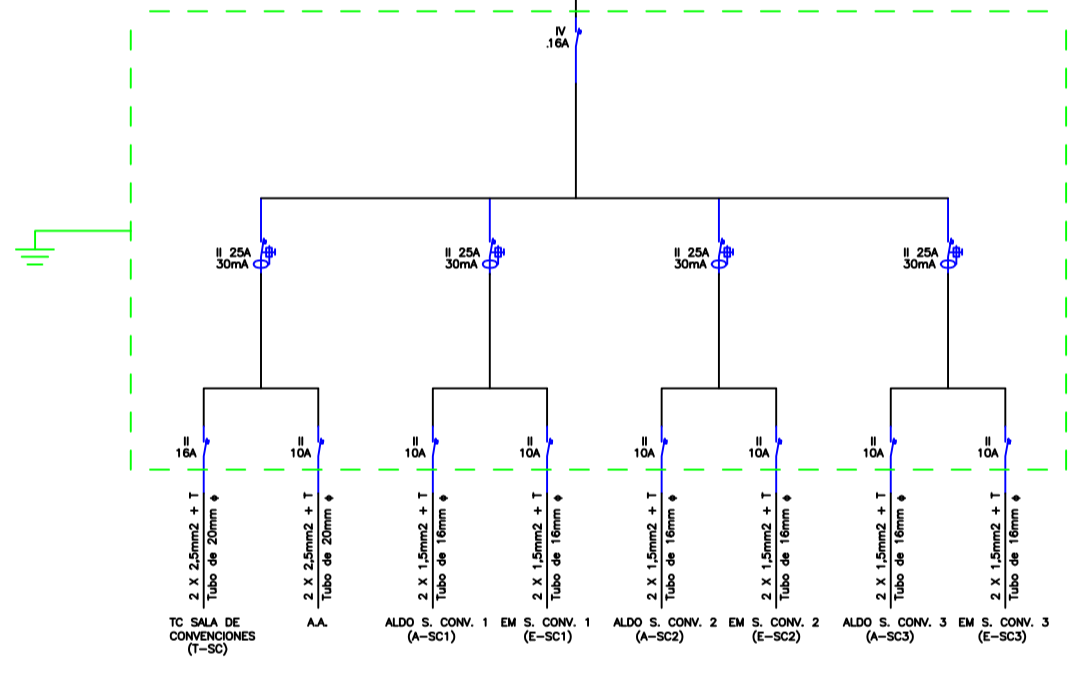 IV
.16A
II 25A
30mA
II 25A
30mA
II 25A
30mA
II 25A
30mA
II
16A
II
10A
II
10A
II
10A
II
10A
II
10A
II
10A
II
10A
2 X 2,5mm2 + T
Tubo de 20mm ϕ
2 X 2,5mm2 + T
Tubo de 20mm ϕ
2 X 1,5mm2 + T
Tubo de 16mm ϕ
2 X 1,5mm2 + T
Tubo de 16mm ϕ
2 X 1,5mm2 + T
Tubo de 16mm ϕ
2 X 1,5mm2 + T
Tubo de 16mm ϕ
2 X 1,5mm2 + T
Tubo de 16mm ϕ
2 X 1,5mm2 + T
Tubo de 16mm ϕ
TC SALA DE
CONVENCIONES
(T-SC)
A.A.
ALDO S. CONV. 1
(A-SC1)
EM S. CONV. 1
(E-SC1)
ALDO S. CONV. 2
(A-SC2)
EM S. CONV. 2
(E-SC2)
ALDO S. CONV. 3
(A-SC3)
EM S. CONV. 3
(E-SC3)